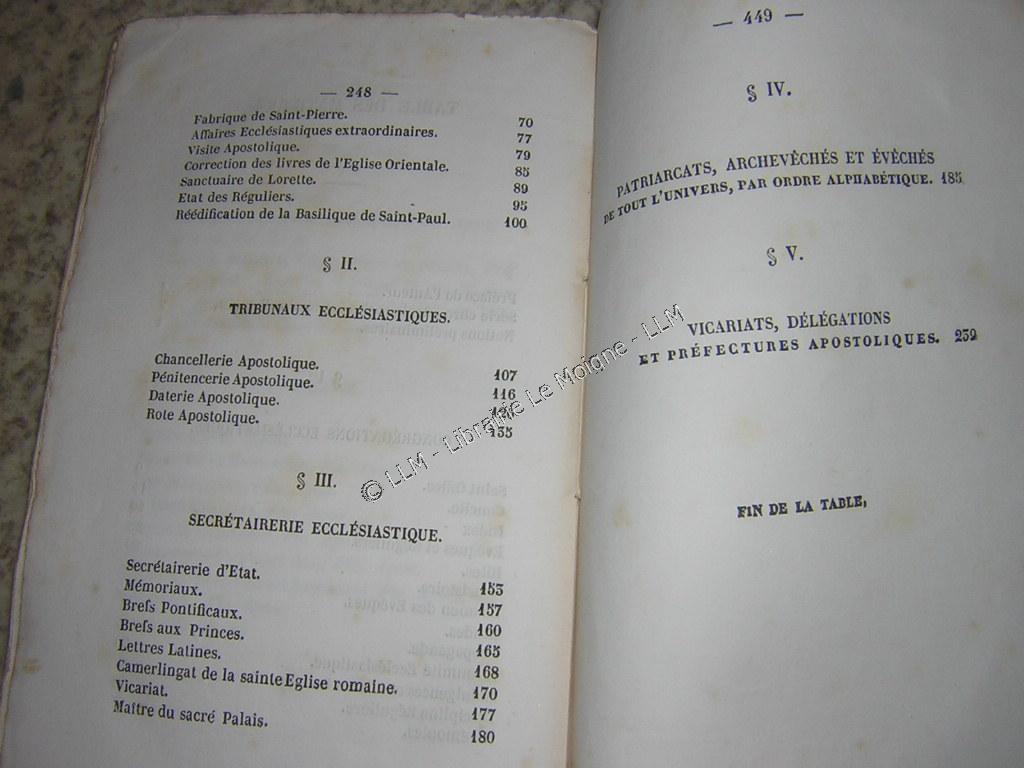 — 248 —
Fabrique de Saint-Pierre. 70
Affaires Ecclésiastiques extraordinaires. 77
Visite Apostolique. 79
Correction des livres de l'Eglise Orientale. 85
Sanctuaire de Lorette. 89
Etat des Réguliers. 95
Réédification de la Basilique de Saint-Paul. 100
§ II.
TRIBUNAUX ECCLÉSIASTIQUES.
Chancellerie Apostolique. 107
Pénitencerie Apostolique. 116
Daterie Apostolique.
Rote Apostolique. 135
§ III.
SECRÉTAIRERIE ECCLÉSIASTIQUE.
Secrétairerie d'Etat. 153
Mémoriaux. 157
Brefs Pontificaux. 160
Brefs aux Princes. 165
Lettres Latines. 168
Camerlingat de la sainte Eglise romaine. 170
Vicariat. 177
Maître du sacré Palais. 180
— 449 —
§ IV.
PATRIARCATS, ARCHEVÊCHÉS ET ÉVÊCHÉS
DE TOUT L'UNIVERS, PAR ORDRE ALPHABÉTIQUE. 185
§ V.
VICARIATS, DÉLÉGATIONS
ET PRÉFECTURES APOSTOLIQUES. 239
FIN DE LA TABLE,
© LLM - Librairie Le Moigne - LLM